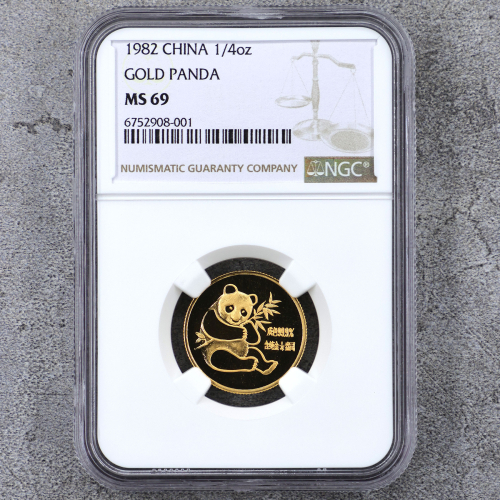 1982 CHINA 1/4oz
GOLD PANDA
MS 69
6752908-001
NUMISMATIC GUARANTY COMPANY
NGC®